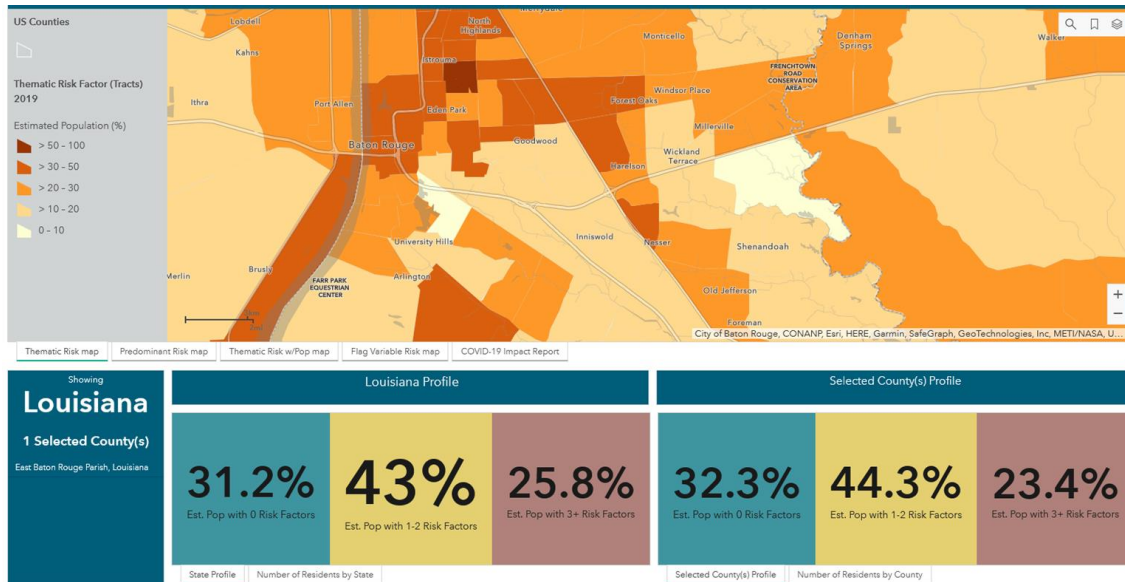 US Counties
Thematic Risk Factor (Tracts)
2019
Estimated Population (%)
> 50 – 100
> 30 – 50
> 20 – 30
> 10 – 20
0 – 10
Lobdell
North
Highlands
Monticello
Denham
Springs
Walker
Kahns
Istrouma
FRENCHTOWN
ROAD
CONSERVATION
AREA
Ithra
Port Allen
Eden Park
Forest Oaks
Windsor Place
Millerville
Baton Rouge
Goodwood
Wickland
Terrace
Harelson
University Hills
Inniswold
Nesser
Shenandoah
Merlin
Brusly
FARR PARK
EQUESTRIAN
CENTER
Arlington
Old Jefferson
Foreman
+
−
City of Baton Rouge, CONANP, Esri, HERE, Garmin, SafeGraph, GeoTechnologies, Inc, METI/NASA, U...
Thematic Risk map
Predominant Risk map
Thematic Risk w/Pop map
Flag Variable Risk map
COVID-19 Impact Report
Showing
Louisiana
1 Selected County(s)
East Baton Rouge Parish, Louisiana
Louisiana Profile
31.2%
Est. Pop with 0 Risk Factors
43%
Est. Pop with 1-2 Risk Factors
25.8%
Est. Pop with 3+ Risk Factors
State Profile
Number of Residents by State
Selected County(s) Profile
32.3%
Est. Pop with 0 Risk Factors
44.3%
Est. Pop with 1-2 Risk Factors
23.4%
Est. Pop with 3+ Risk Factors
Selected County(s) Profile
Number of Residents by County